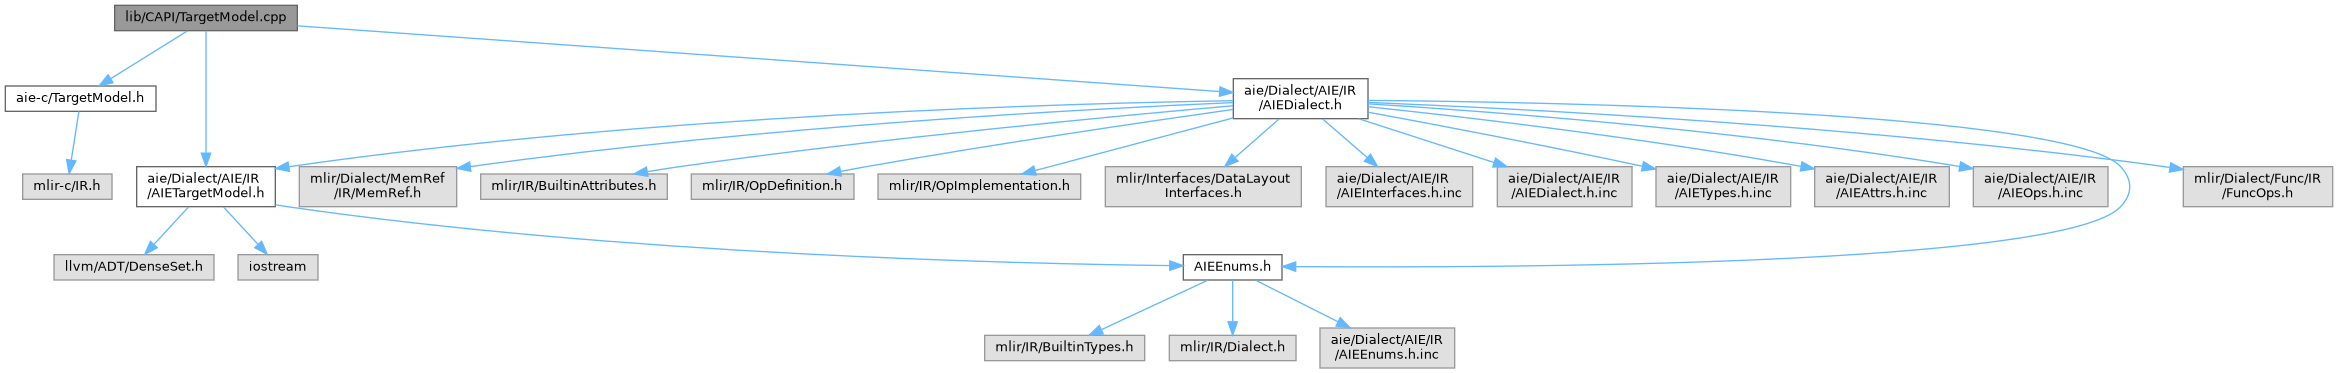 lib/CAPI/TargetModel.cpp
aie-c/TargetModel.h
aie/Dialect/AIE/IR
/AIEDialect.h
mlir-c/IR.h
aie/Dialect/AIE/IR
/AIETargetModel.h
mlir/Dialect/MemRef
/IR/MemRef.h
mlir/IR/BuiltinAttributes.h
mlir/IR/OpDefinition.h
mlir/IR/OpImplementation.h
mlir/Interfaces/DataLayout
Interfaces.h
aie/Dialect/AIE/IR
/AIEInterfaces.h.inc
aie/Dialect/AIE/IR
/AIEDialect.h.inc
aie/Dialect/AIE/IR
/AIETypes.h.inc
aie/Dialect/AIE/IR
/AIEAttrs.h.inc
aie/Dialect/AIE/IR
/AIEOps.h.inc
mlir/Dialect/Func/IR
/FuncOps.h
llvm/ADT/DenseSet.h
iostream
AIEEnums.h
mlir/IR/BuiltinTypes.h
mlir/IR/Dialect.h
aie/Dialect/AIE/IR
/AIEEnums.h.inc